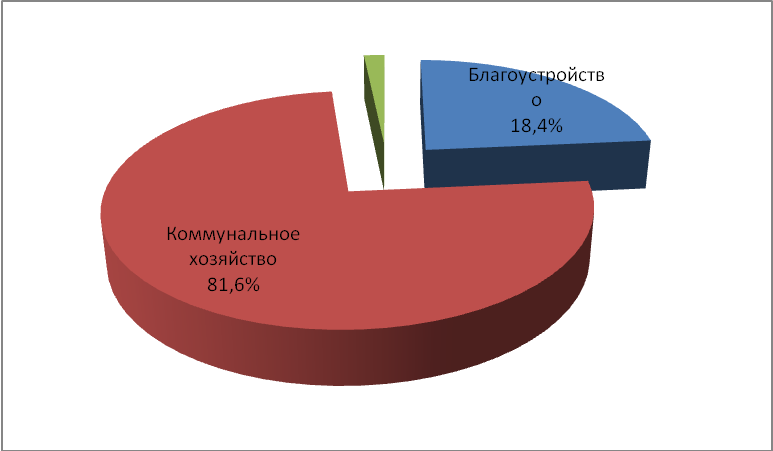 Благоустройств
о
18,4%
Коммунальное
хозяйство
81,6%